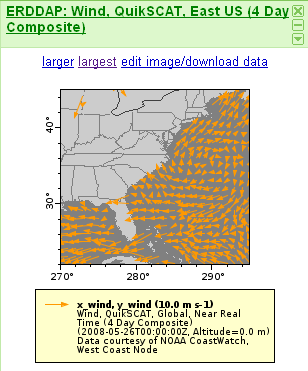 ERDDAP: Wind, QuikSCAT, East US (4 Day
Composite)
larger largest edit image/download data
40°
30°
270° 280° 290°
x_wind, y_wind (10.0 m s-1)
Wind, QuikSCAT, Global, Near Real
Time (4 Day Composite)
(2008-05-26T00:00:00Z, Altitude=0.0 m)
Data courtesy of NOAA CoastWatch,
West Coast Node